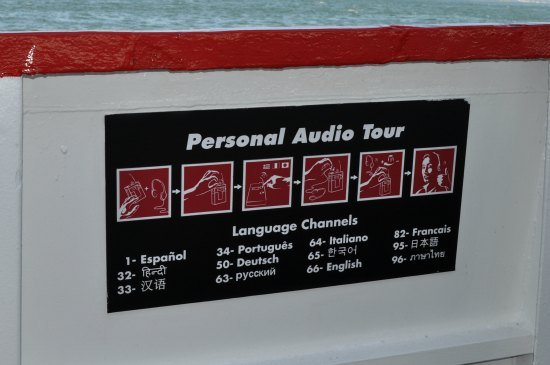 Personal Audio Tour
Language Channels
1- Español
32- हिन्दी
33- 汉语
34- Português
50- Deutsch
63- русский
64- Italiano
65- 한국어
66- English
82- Francais
95- 日本語
96- ภาษาไทย